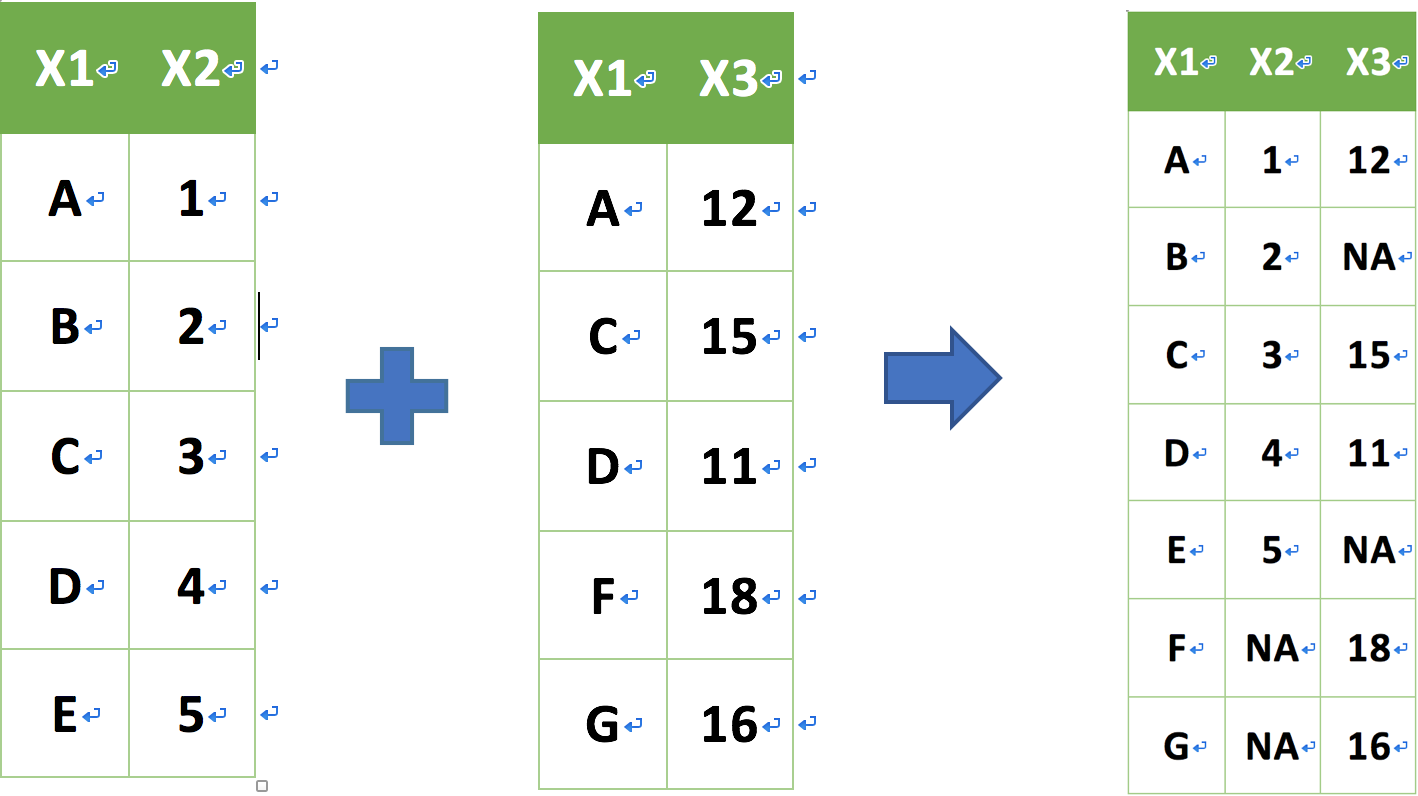 X1 X2
A 1
B 2
C 3
D 4
E 5
X1 X3
A 12
C 15
D 11
F 18
G 16
X1 X2 X3
A 1 12
B 2 NA
C 3 15
D 4 11
E 5 NA
F NA 18
G NA 16